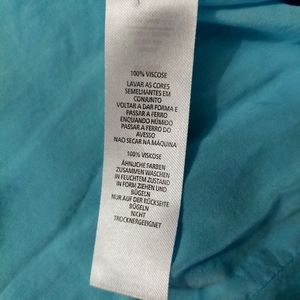 100% VISCOSE
LAVAR AS CORES
SEMELHANTES EM
CONJUNTO
VOLTAR A DAR FORMA E
PASSAR A FERRO
ENQUANDO HÚMIDO
PASSAR A FERRO DO
AVESSO
NAO SECAR NA MÁQUINA
100% VISKOSE
ÄHNLICHE FARBEN
ZUSAMMEN WASCHEN
IN FEUCHTEM ZUSTAND
IN FORM ZIEHEN UND
BÜGELN
NUR AUF DER RÜCKSEITE
BÜGELN
NICHT
TROCKNERGEEIGNET